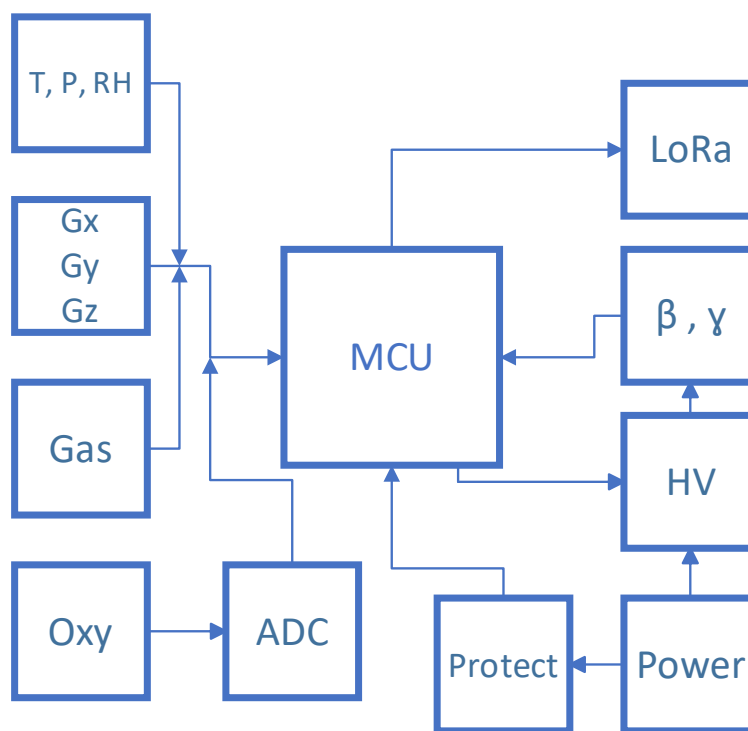 T, P, RH
LoRa
Gx
Gy
Gz
β , ɣ
MCU
Gas
HV
Oxy
ADC
Protect
Power